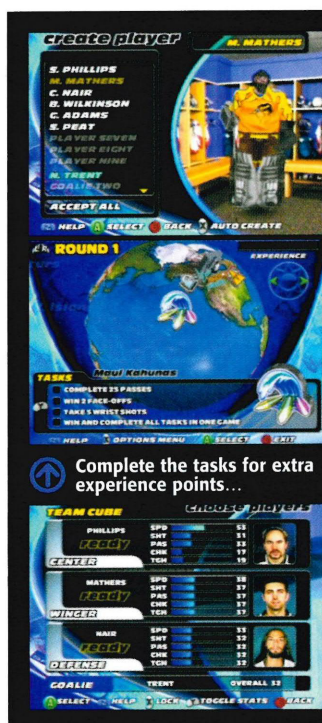 create player
M. MATHERS
S. PHILLIPS
M. MATHERS
C. NAIR
B. WILKINSON
G. ADAMS
S. PEAT
PLAYER SEVEN
PLAYER EIGHT
PLAYER NINE
N. TRENT
GOALIE TWO
ACCEPT ALL
HELP A SELECT B BACK X AUTO CREATE
ROUND 1
EXPERIENCE
Maui Kahunas
TASKS
COMPLETE 25 PASSES
WIN 2 FACE-OFFS
TAKE 5 WRIST SHOTS
WIN AND COMPLETE ALL TASKS IN ONE GAME
HELP OPTIONS MENU A SELECT B EXIT
Complete the tasks for extra
experience points...
TEAM CUBE choose players
PHILLIPS
ready
CENTER
SPD 53
SHT 31
PAS 33
CHK 17
TGH 19
MATHERS
ready
WINGER
SPD 38
SHT 37
PAS 37
CHK 37
TGH 37
NAIR
ready
DEFENSE
SPD 33
SHT 32
PAS 32
CHK 32
TGH 32
GOALIE TRENT OVERALL 32
A SELECT HELP LOCK TOGGLE STATS B BACK